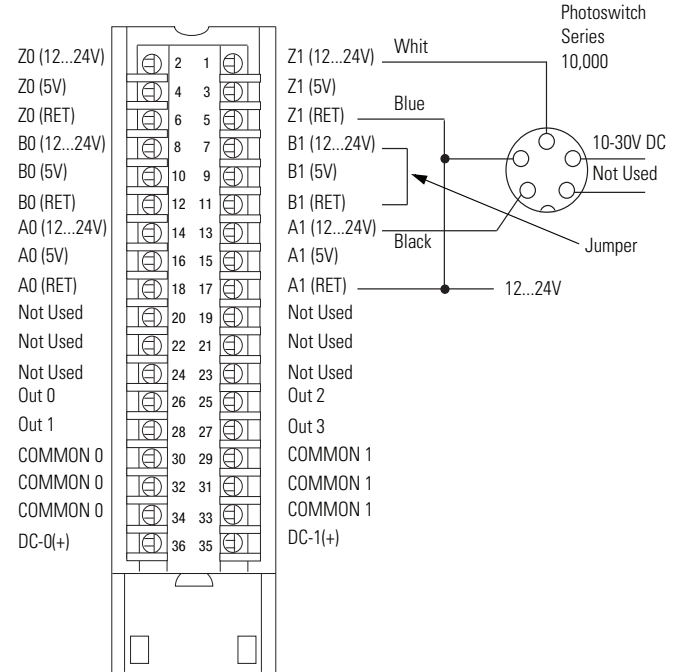 Photoswitch
Series
10,000
Z0 (12...24V) 2 1 Z1 (12...24V) Whit
Z0 (5V) 4 3 Z1 (5V)
Z0 (RET) 6 5 Z1 (RET) Blue
B0 (12...24V) 8 7 B1 (12...24V) 10-30V DC
B0 (5V) 10 9 B1 (5V) Not Used
B0 (RET) 12 11 B1 (RET)
A0 (12...24V) 14 13 A1 (12...24V) Black Jumper
A0 (5V) 16 15 A1 (5V)
A0 (RET) 18 17 A1 (RET) 12...24V
Not Used 20 19 Not Used
Not Used 22 21 Not Used
Not Used 24 23 Not Used
Out 0 26 25 Out 2
Out 1 28 27 Out 3
COMMON 0 30 29 COMMON 1
COMMON 0 32 31 COMMON 1
COMMON 0 34 33 COMMON 1
DC-0(+) 36 35 DC-1(+)